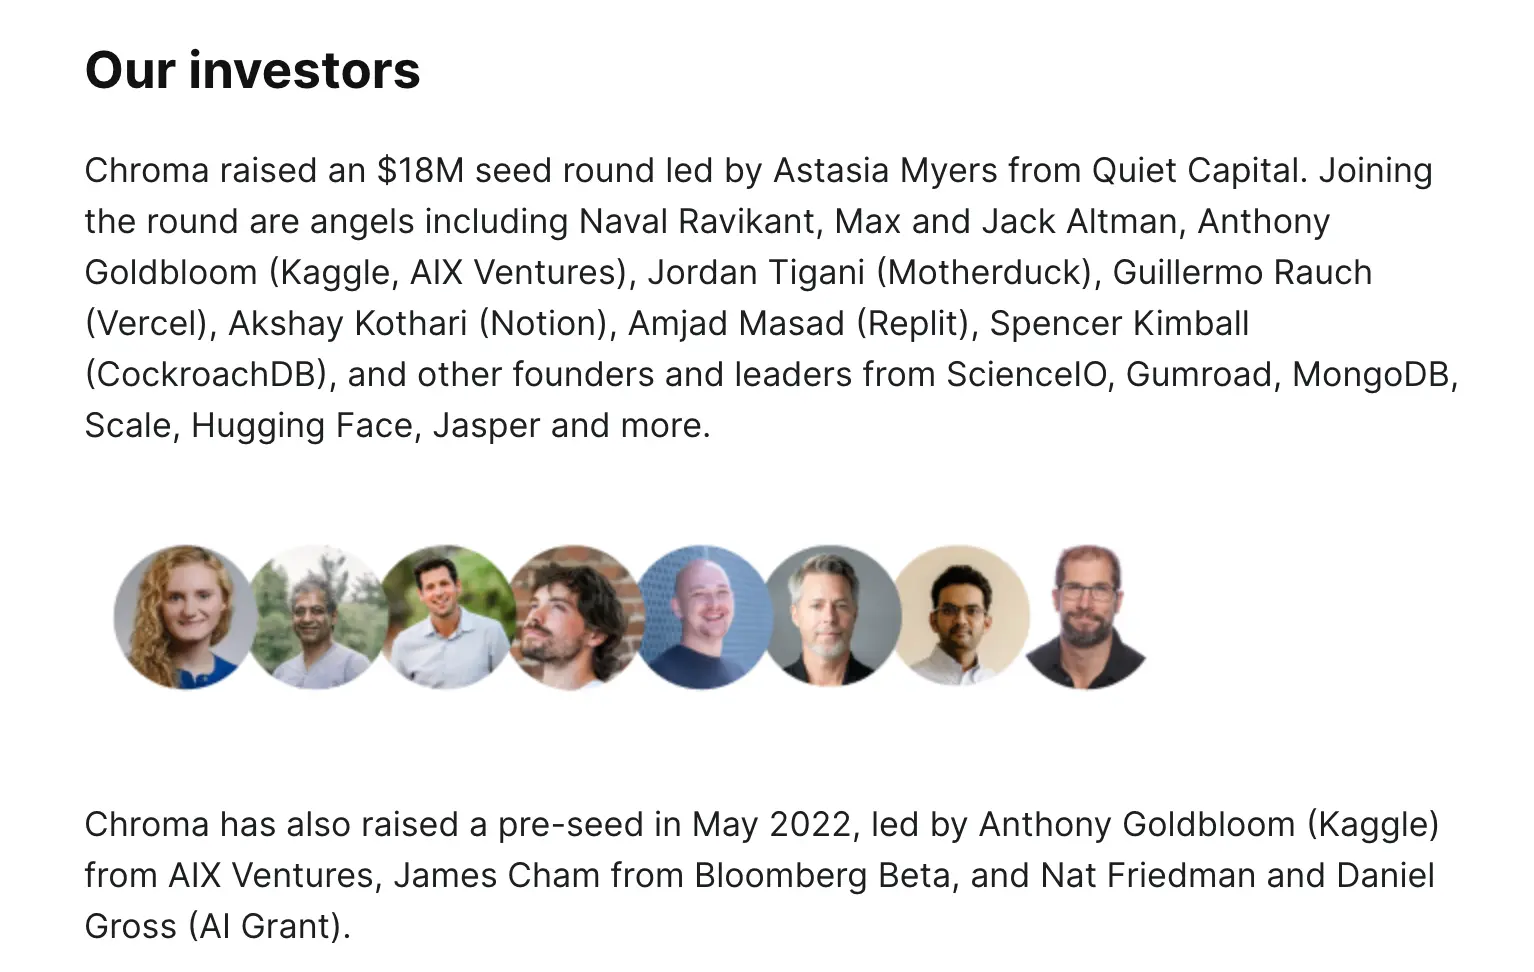 Our investors
Chroma raised an $18M seed round led by Astasia Myers from Quiet Capital. Joining
the round are angels including Naval Ravikant, Max and Jack Altman, Anthony
Goldbloom (Kaggle, AIX Ventures), Jordan Tigani (Motherduck), Guillermo Rauch
(Vercel), Akshay Kothari (Notion), Amjad Masad (Replit), Spencer Kimball
(CockroachDB), and other founders and leaders from ScienceIO, Gumroad, MongoDB,
Scale, Hugging Face, Jasper and more.
Chroma has also raised a pre-seed in May 2022, led by Anthony Goldbloom (Kaggle)
from AIX Ventures, James Cham from Bloomberg Beta, and Nat Friedman and Daniel
Gross (AI Grant).